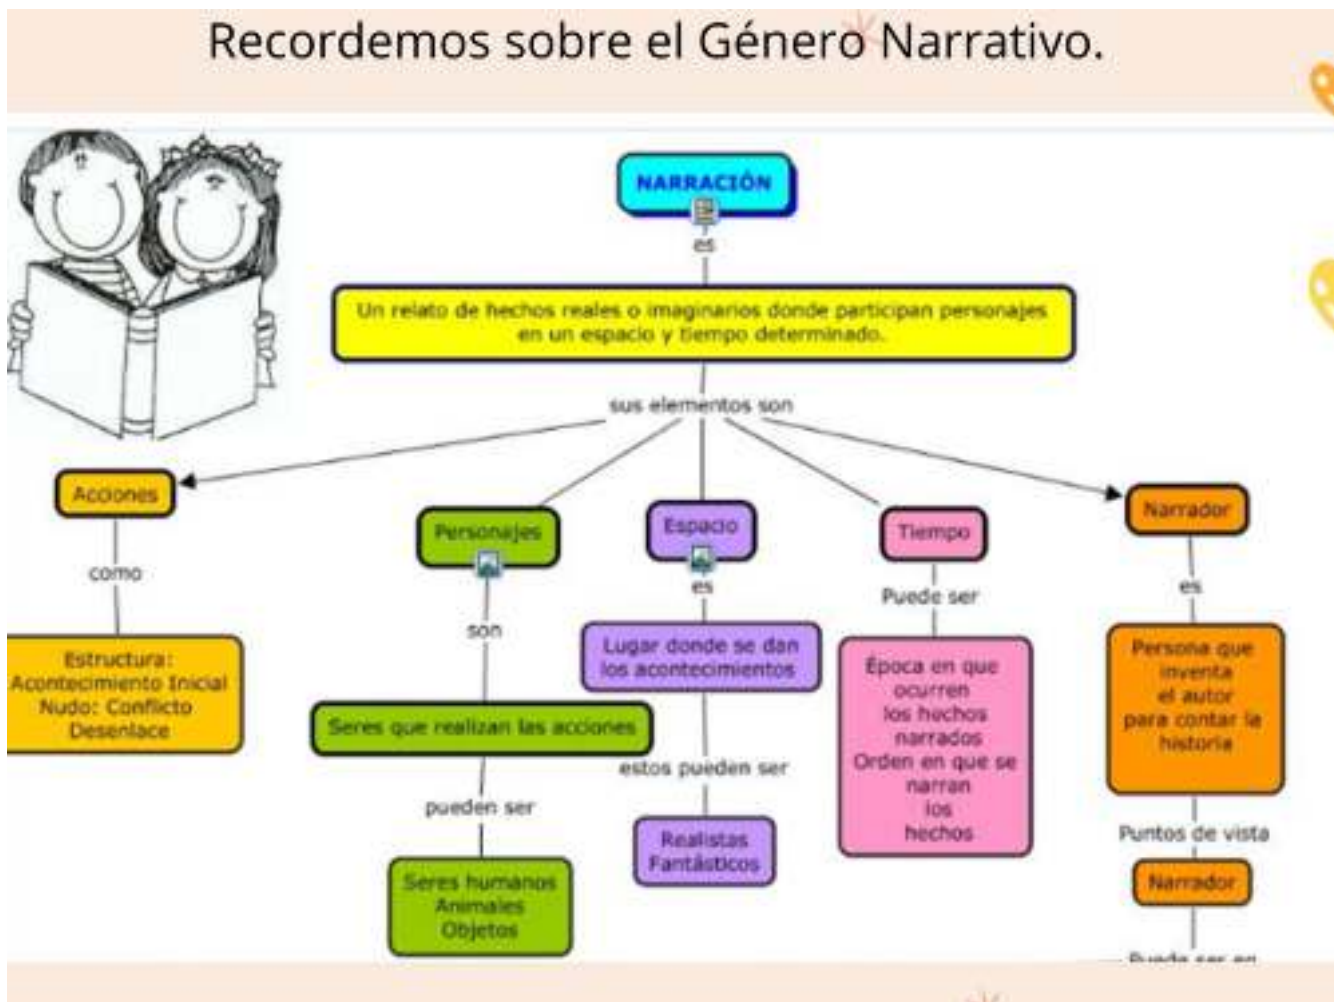 Recordemos sobre el Género Narrativo.
NARRACIÓN
es
Un relato de hechos reales o imaginarios donde participan personajes
en un espacio y tiempo determinado.
sus elementos son
Acciones
como
Estructura:
Acontecimiento Inicial
Nudo: Conflicto
Desenlace
Personajes
son
Seres que realizan las acciones
pueden ser
Seres humanos
Animales
Objetos
Espacio
es
Lugar donde se dan
los acontecimientos
estos pueden ser
Realistas
Fantásticos
Tiempo
Puede ser
Época en que
ocurren
los hechos
narrados
Orden en que se
narran
los
hechos
Narrador
es
Persona que
inventa
el autor
para contar la
historia
Puntos de vista
Narrador
Puede ser en